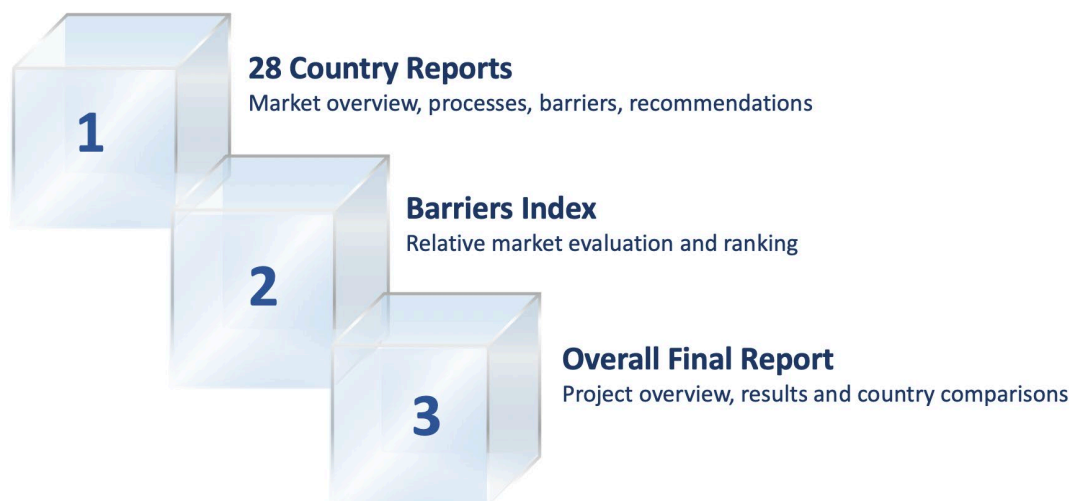 1
28 Country Reports
Market overview, processes, barriers, recommendations
2
Barriers Index
Relative market evaluation and ranking
3
Overall Final Report
Project overview, results and country comparisons